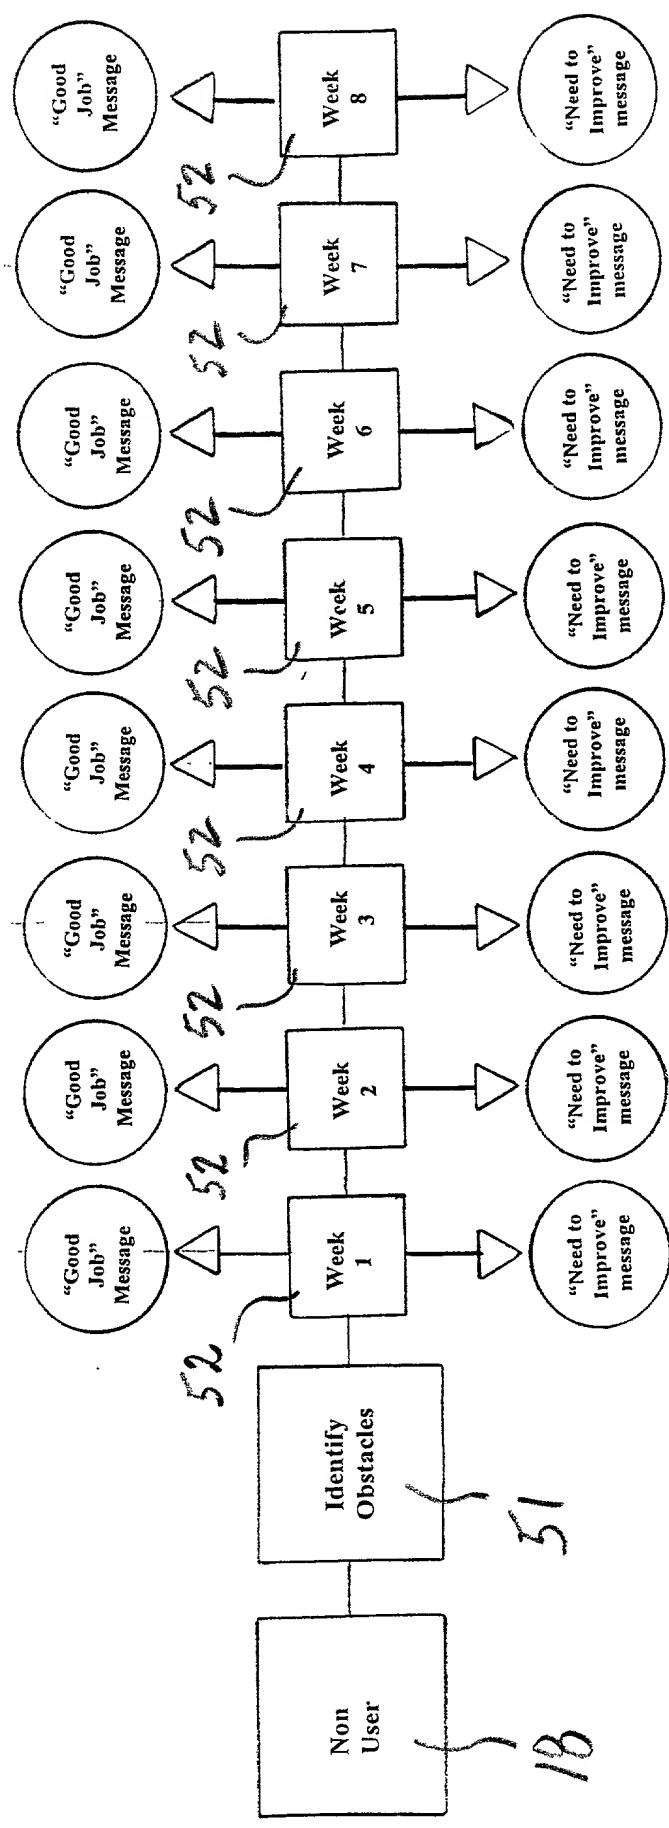 "Good
Job"
Message
"Good
Job"
Message
"Good
Job"
Message
"Good
Job"
Message
"Good
Job"
Message
"Good
Job"
Message
"Good
Job"
Message
"Good
Job"
Message
52
52
52
52
52
52
52
52
Non
User
Identify
Obstacles
Week
1
Week
2
Week
3
Week
4
Week
5
Week
6
Week
7
Week
8
18
51
"Need to
Improve"
message
"Need to
Improve"
message
"Need to
Improve"
message
"Need to
Improve"
message
"Need to
Improve"
message
"Need to
Improve"
message
"Need to
Improve"
message
"Need to
Improve"
message